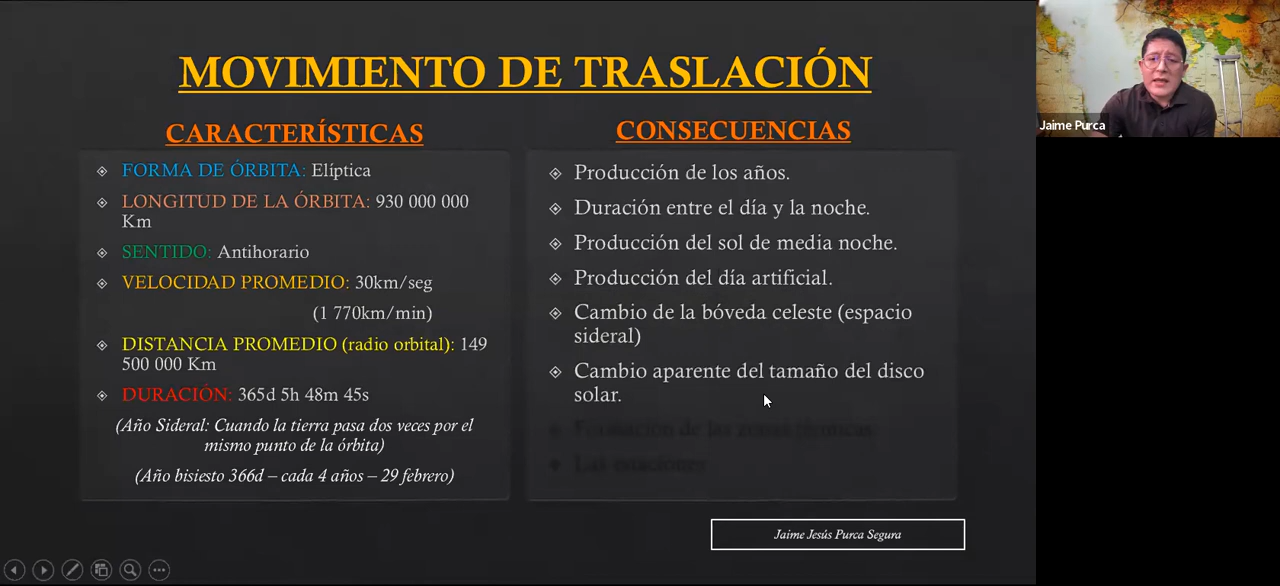 MOVIMIENTO DE TRASLACIÓN
CARACTERÍSTICAS
FORMA DE ÓRBITA: Elíptica
LONGITUD DE LA ÓRBITA: 930 000 000
Km
SENTIDO: Antihorario
VELOCIDAD PROMEDIO: 30km/seg
(1 770km/min)
DISTANCIA PROMEDIO (radio orbital): 149
500 000 Km
DURACIÓN: 365d 5h 48m 45s
(Año Sideral: Cuando la tierra pasa dos veces por el
mismo punto de la órbita)
(Año bisiesto 366d – cada 4 años – 29 febrero)
CONSECUENCIAS
Producción de los años.
Duración entre el día y la noche.
Producción del sol de media noche.
Producción del día artificial.
Cambio de la bóveda celeste (espacio
sideral)
Cambio aparente del tamaño del disco
solar.
Formación de las zonas térmicas
Las estaciones
Jaime Jesús Purca Segura
Jaime Purca